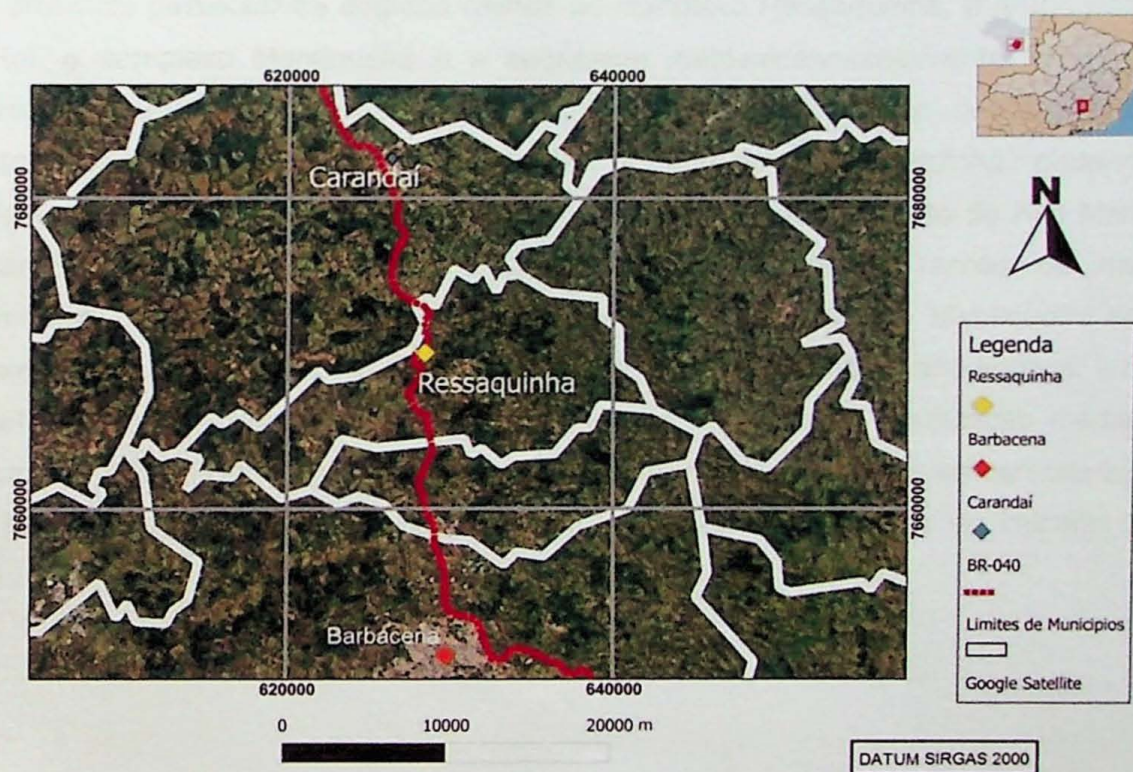 620000
640000
7680000
7680000
Carandaí
N
Ressaquinha
7660000
7660000
Barbacena
620000
640000
0
10000
20000 m
Legenda
Ressaquinha
Barbacena
Carandaí
BR-040
Limites de Municipios
Google Satellite
DATUM SIRGAS 2000